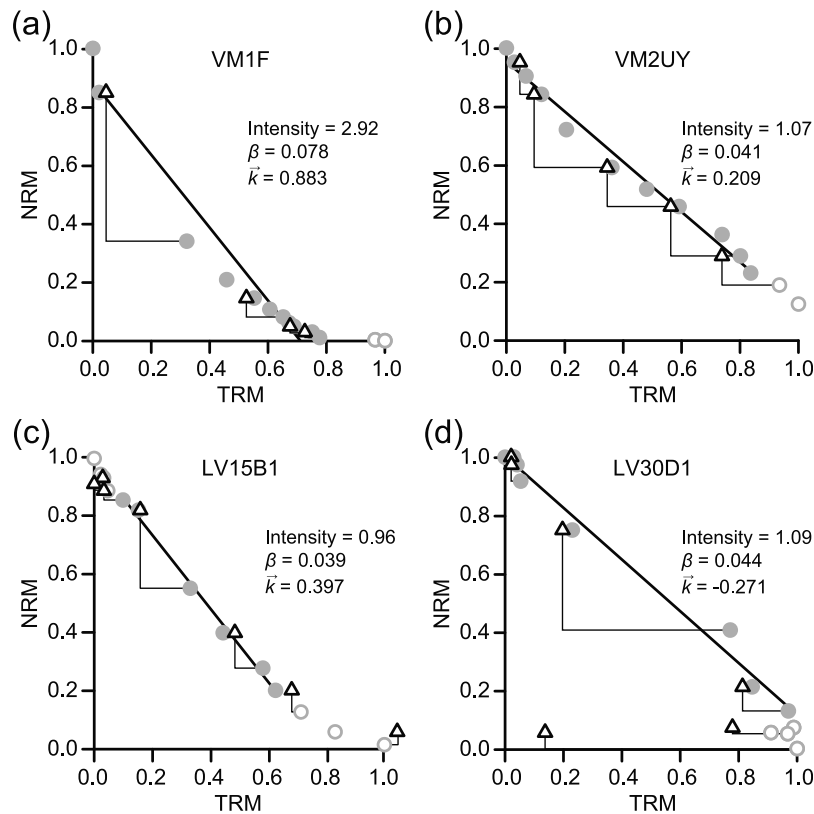 (a)
VM1F
1.0
0.8
0.6
0.4
0.2
0.0
NRM
Intensity = 2.92
β = 0.078
k⃗ = 0.883
0.0 0.2 0.4 0.6 0.8 1.0
TRM
(b)
VM2UY
1.0
0.8
0.6
0.4
0.2
0.0
NRM
Intensity = 1.07
β = 0.041
k⃗ = 0.209
0.0 0.2 0.4 0.6 0.8 1.0
TRM
(c)
LV15B1
1.0
0.8
0.6
0.4
0.2
0.0
NRM
Intensity = 0.96
β = 0.039
k⃗ = 0.397
0.0 0.2 0.4 0.6 0.8 1.0
TRM
(d)
LV30D1
1.0
0.8
0.6
0.4
0.2
0.0
NRM
Intensity = 1.09
β = 0.044
k⃗ = -0.271
0.0 0.2 0.4 0.6 0.8 1.0
TRM